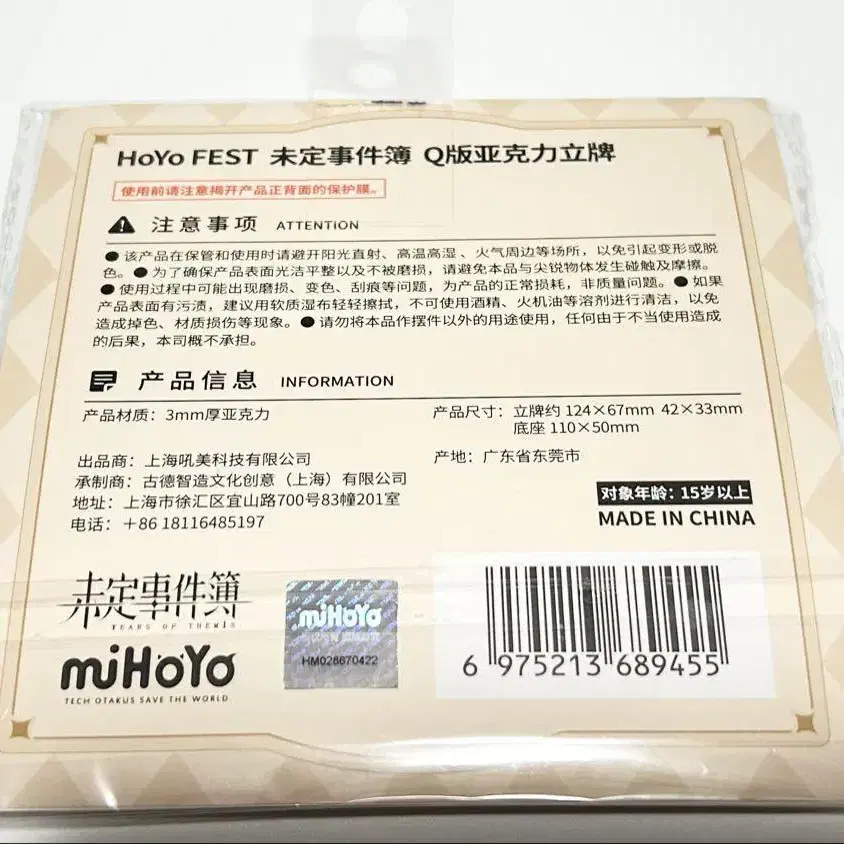 HoYo FEST 未定事件簿 Q版亚克力立牌
使用前请注意揭开产品正背面的保护膜。
注意事项 ATTENTION
●该产品在保管和使用时请避开阳光直射、高温高湿、火气周边等场所，以免引起变形或脱
色。●为了确保产品表面光洁平整以及不被磨损，请避免本品与尖锐物体发生碰触及摩擦。
●使用过程中可能出现磨损、变色、刮痕等问题，为产品的正常损耗，非质量问题。●如果
产品表面有污渍，建议用软质湿布轻轻擦拭，不可使用酒精、火机油等溶剂进行清洁，以免
造成掉色、材质损伤等现象。●请勿将本品作摆件以外的用途使用，任何由于不当使用造成
的后果，本司概不承担。
产品信息 INFORMATION
产品材质：3mm厚亚克力
产品尺寸：立牌约 124×67mm 42×33mm
底座 110×50mm
出品商：上海吼美科技有限公司
产地：广东省东莞市
承制商：古德智造文化创意（上海）有限公司
地址：上海市徐汇区宜山路700号83幢201室
电话：＋86 18116485197
对象年龄：15岁以上
MADE IN CHINA
未定事件簿
TEARS OF THEMIS
miHoYo
TECH OTAKUS SAVE THE WORLD
miHoYo
HM028670422
6 975213 689455